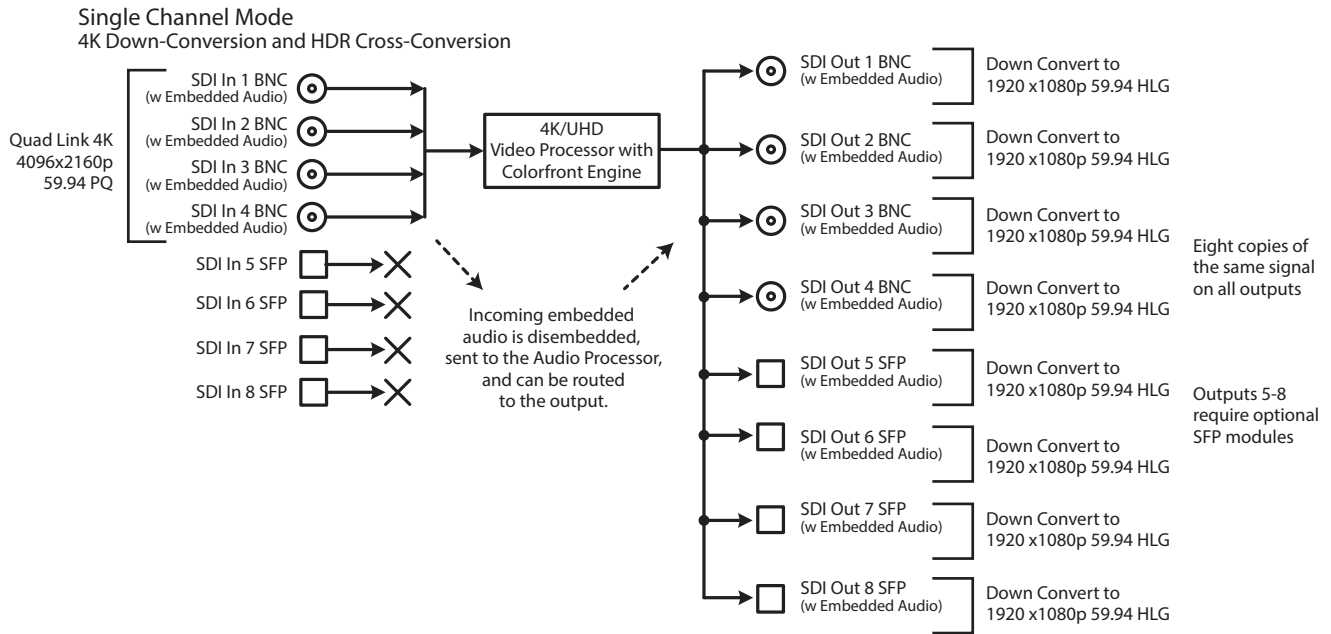 Single Channel Mode
4K Down-Conversion and HDR Cross-Conversion
Quad Link 4K
4096x2160p
59.94 PQ
SDI In 1 BNC
(w Embedded Audio)
SDI In 2 BNC
(w Embedded Audio)
SDI In 3 BNC
(w Embedded Audio)
SDI In 4 BNC
(w Embedded Audio)
SDI In 5 SFP
SDI In 6 SFP
SDI In 7 SFP
SDI In 8 SFP
4K/UHD
Video Processor with
Colorfront Engine
Incoming embedded
audio is disembedded,
sent to the Audio Processor,
and can be routed
to the output.
SDI Out 1 BNC
(w Embedded Audio)
Down Convert to
1920 x1080p 59.94 HLG
SDI Out 2 BNC
(w Embedded Audio)
Down Convert to
1920 x1080p 59.94 HLG
SDI Out 3 BNC
(w Embedded Audio)
Down Convert to
1920 x1080p 59.94 HLG
SDI Out 4 BNC
(w Embedded Audio)
Down Convert to
1920 x1080p 59.94 HLG
SDI Out 5 SFP
(w Embedded Audio)
Down Convert to
1920 x1080p 59.94 HLG
SDI Out 6 SFP
(w Embedded Audio)
Down Convert to
1920 x1080p 59.94 HLG
SDI Out 7 SFP
(w Embedded Audio)
Down Convert to
1920 x1080p 59.94 HLG
SDI Out 8 SFP
(w Embedded Audio)
Down Convert to
1920 x1080p 59.94 HLG
Eight copies of
the same signal
on all outputs
Outputs 5-8
require optional
SFP modules